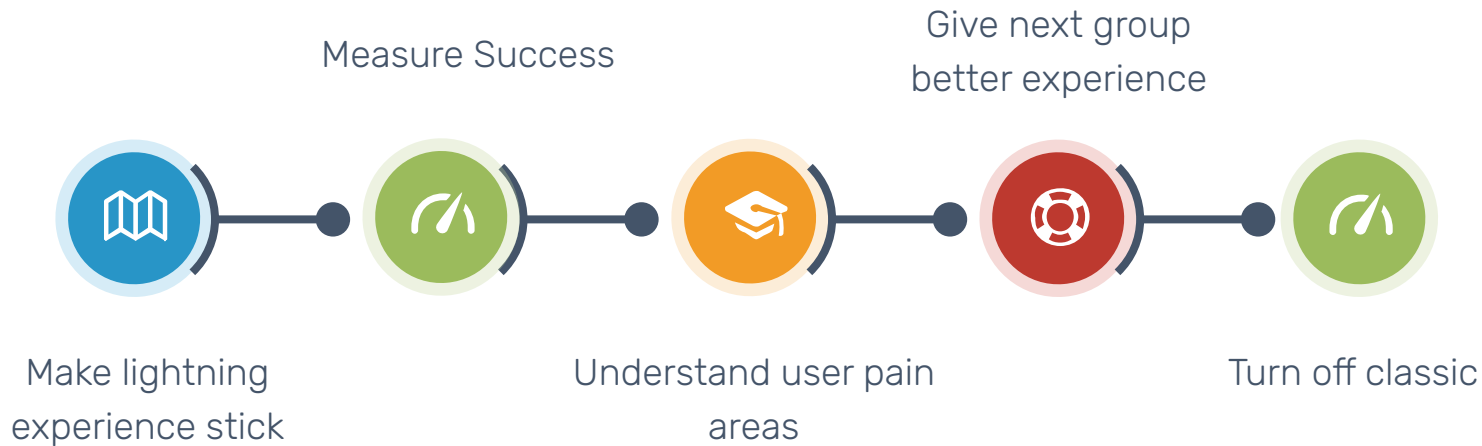 Make lightning
experience stick
Measure Success
Understand user pain
areas
Give next group
better experience
Turn off classic